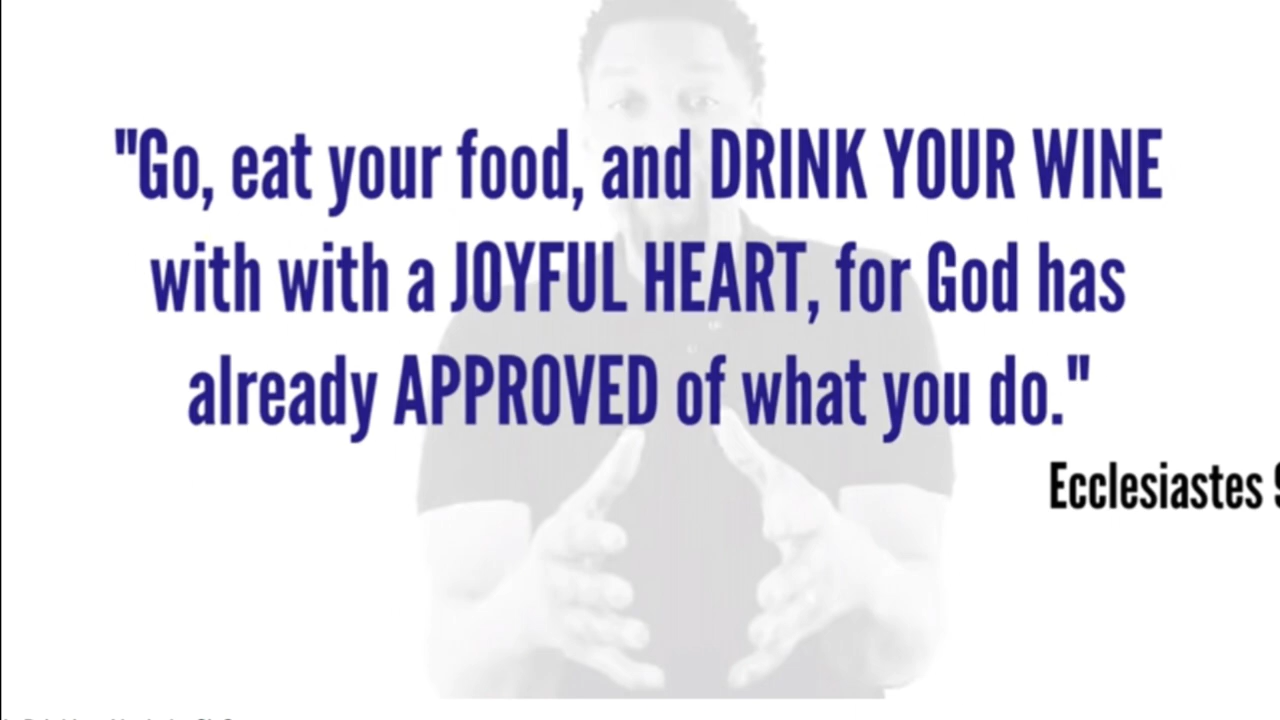 "Go, eat your food, and DRINK YOUR WINE
with with a JOYFUL HEART, for God has
already APPROVED of what you do."
Ecclesiastes 9